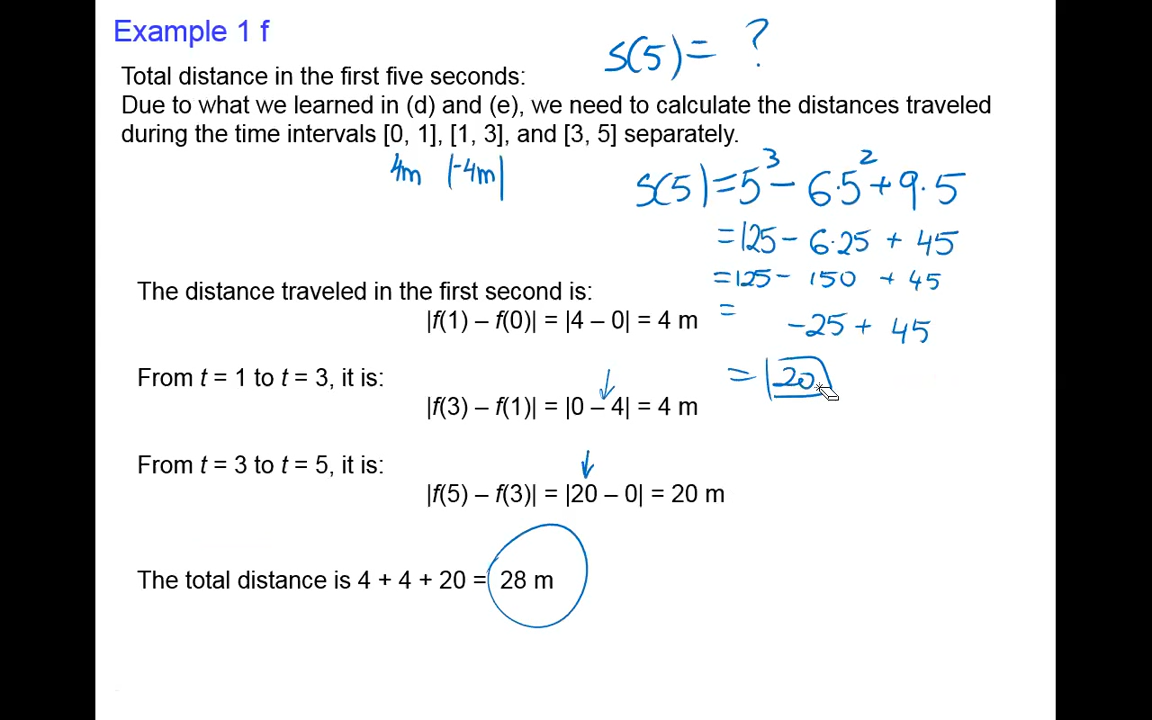 Example 1 f
s(5) = ?
Total distance in the first five seconds:
Due to what we learned in (d) and (e), we need to calculate the distances traveled
during the time intervals [0, 1], [1, 3], and [3, 5] separately.
4m |-4m|
s(5) = 5³ - 6·5² + 9·5
= 125 - 6·25 + 45
= 125 - 150 + 45
= -25 + 45
= 20
The distance traveled in the first second is:
|f(1) – f(0)| = |4 – 0| = 4 m
From t = 1 to t = 3, it is:
|f(3) – f(1)| = |0 – 4| = 4 m
From t = 3 to t = 5, it is:
|f(5) – f(3)| = |20 – 0| = 20 m
The total distance is 4 + 4 + 20 = 28 m